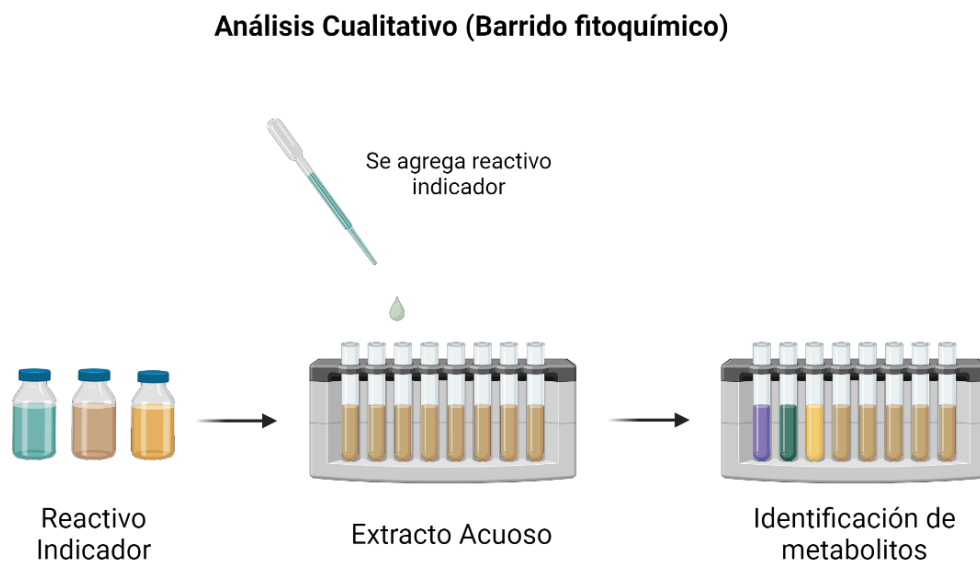 Análisis Cualitativo (Barrido fitoquímico)
Se agrega reactivo
indicador
Reactivo
Indicador
Extracto Acuoso
Identificación de
metabolitos